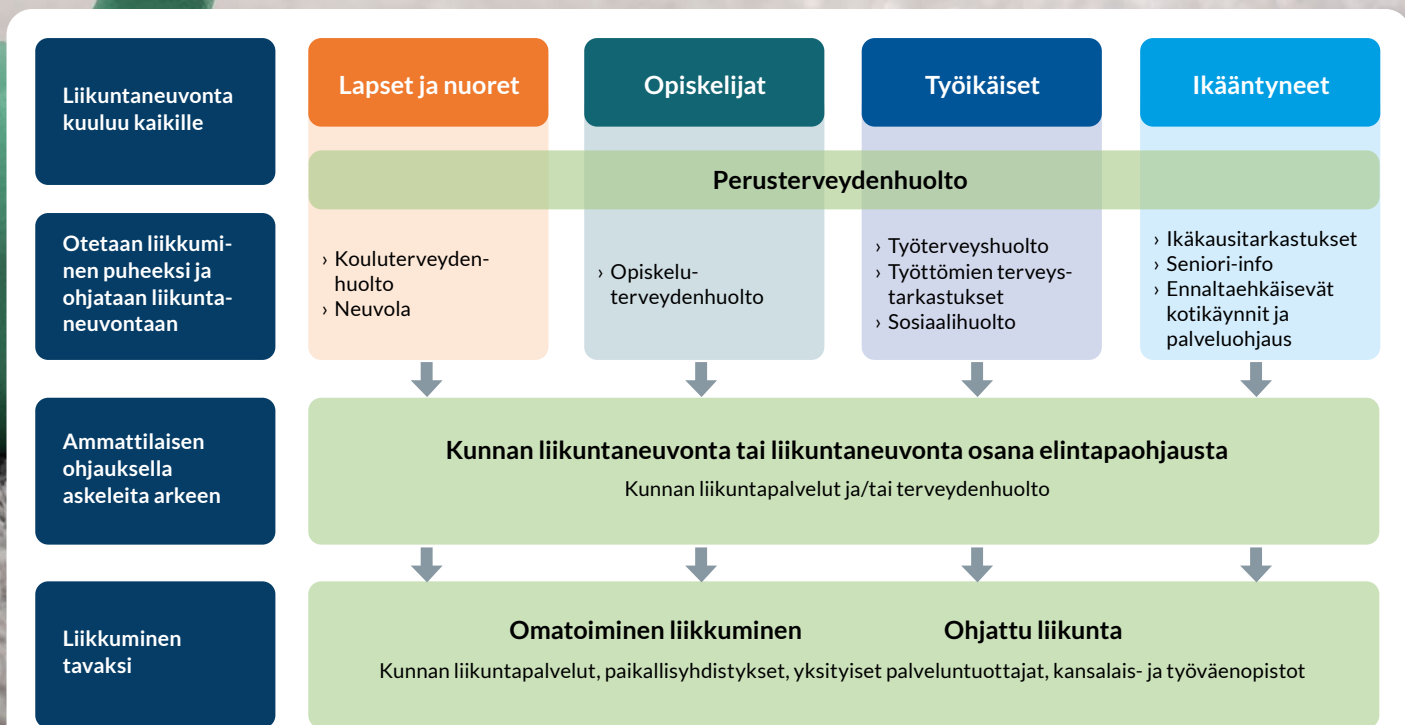 Liikuntaneuvonta
kuuluu kaikille
Lapset ja nuoret
Opiskelijat
Työikäiset
Ikääntyneet
Perusterveydenhuolto
Otetaan liikkumi-
nen puheeksi ja
ohjataan liikunta-
neuvontaan
› Kouluterveyden-
huolto
› Neuvola
› Opiskelu-
terveydenhuolto
› Työterveyshuolto
› Työttömien terveys-
tarkastukset
› Sosiaalihuolto
› Ikäkausitarkastukset
› Seniori-info
› Ennaltaehkäisevät
kotikäynnit ja
palveluohjaus
Ammattilaisen
ohjauksella
askeleita arkeen
Kunnan liikuntaneuvonta tai liikuntaneuvonta osana elintapaohjausta
Kunnan liikuntapalvelut ja/tai terveydenhuolto
Liikkuminen
tavaksi
Omatoiminen liikkuminen
Ohjattu liikunta
Kunnan liikuntapalvelut, paikallisyhdistykset, yksityiset palveluntuottajat, kansalais- ja työväenopistot